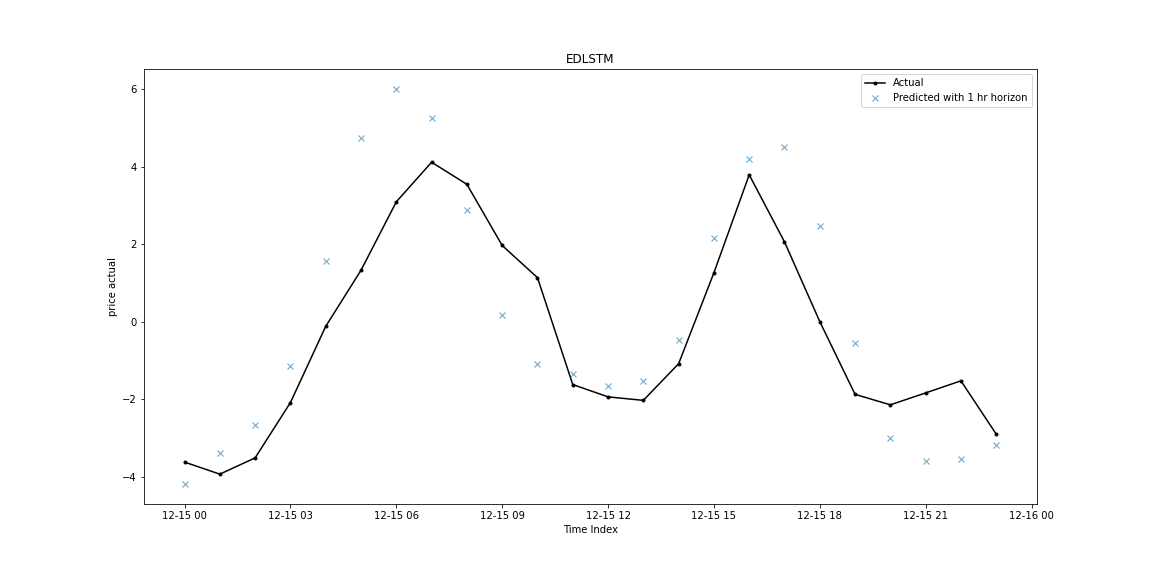 EDLSTM
Actual
Predicted with 1 hr horizon
price actual
6
4
2
0
−2
−4
12-15 00 12-15 03 12-15 06 12-15 09 12-15 12 12-15 15 12-15 18 12-15 21 12-16 00
Time Index